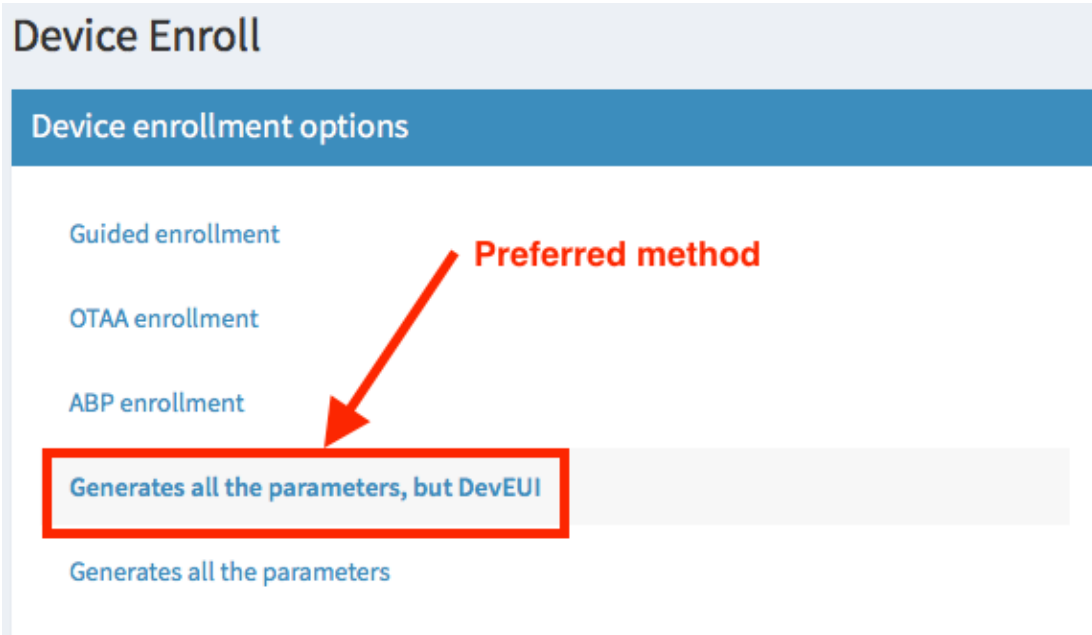 Device Enroll
Device enrollment options
Guided enrollment
Preferred method
OTAA enrollment
ABP enrollment
Generates all the parameters, but DevEUI
Generates all the parameters